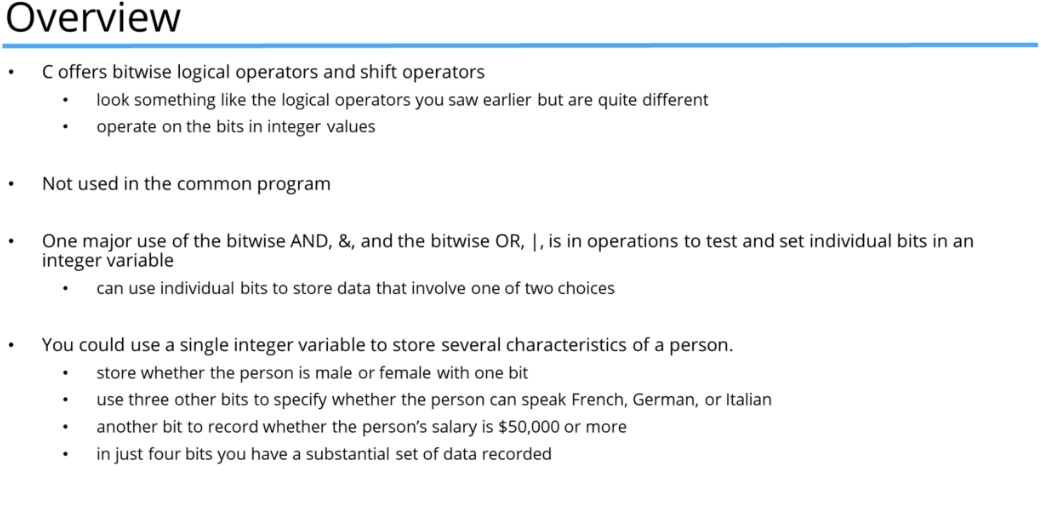 Overview
• C offers bitwise logical operators and shift operators
• look something like the logical operators you saw earlier but are quite different
• operate on the bits in integer values
• Not used in the common program
• One major use of the bitwise AND, &, and the bitwise OR, |, is in operations to test and set individual bits in an
integer variable
• can use individual bits to store data that involve one of two choices
• You could use a single integer variable to store several characteristics of a person.
• store whether the person is male or female with one bit
• use three other bits to specify whether the person can speak French, German, or Italian
• another bit to record whether the person’s salary is $50,000 or more
• in just four bits you have a substantial set of data recorded